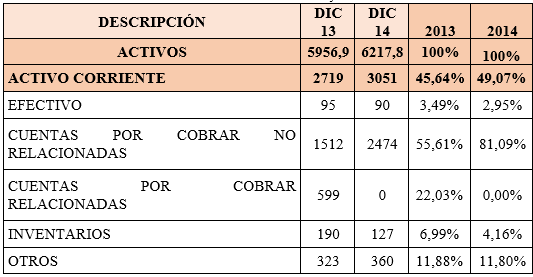 DESCRIPCIÓN DIC 13 DIC 14 2013 2014
ACTIVOS 5956,9 6217,8 100% 100%
ACTIVO CORRIENTE 2719 3051 45,64% 49,07%
EFECTIVO 95 90 3,49% 2,95%
CUENTAS POR COBRAR NO
RELACIONADAS 1512 2474 55,61% 81,09%
CUENTAS POR COBRAR
RELACIONADAS 599 0 22,03% 0,00%
INVENTARIOS 190 127 6,99% 4,16%
OTROS 323 360 11,88% 11,80%